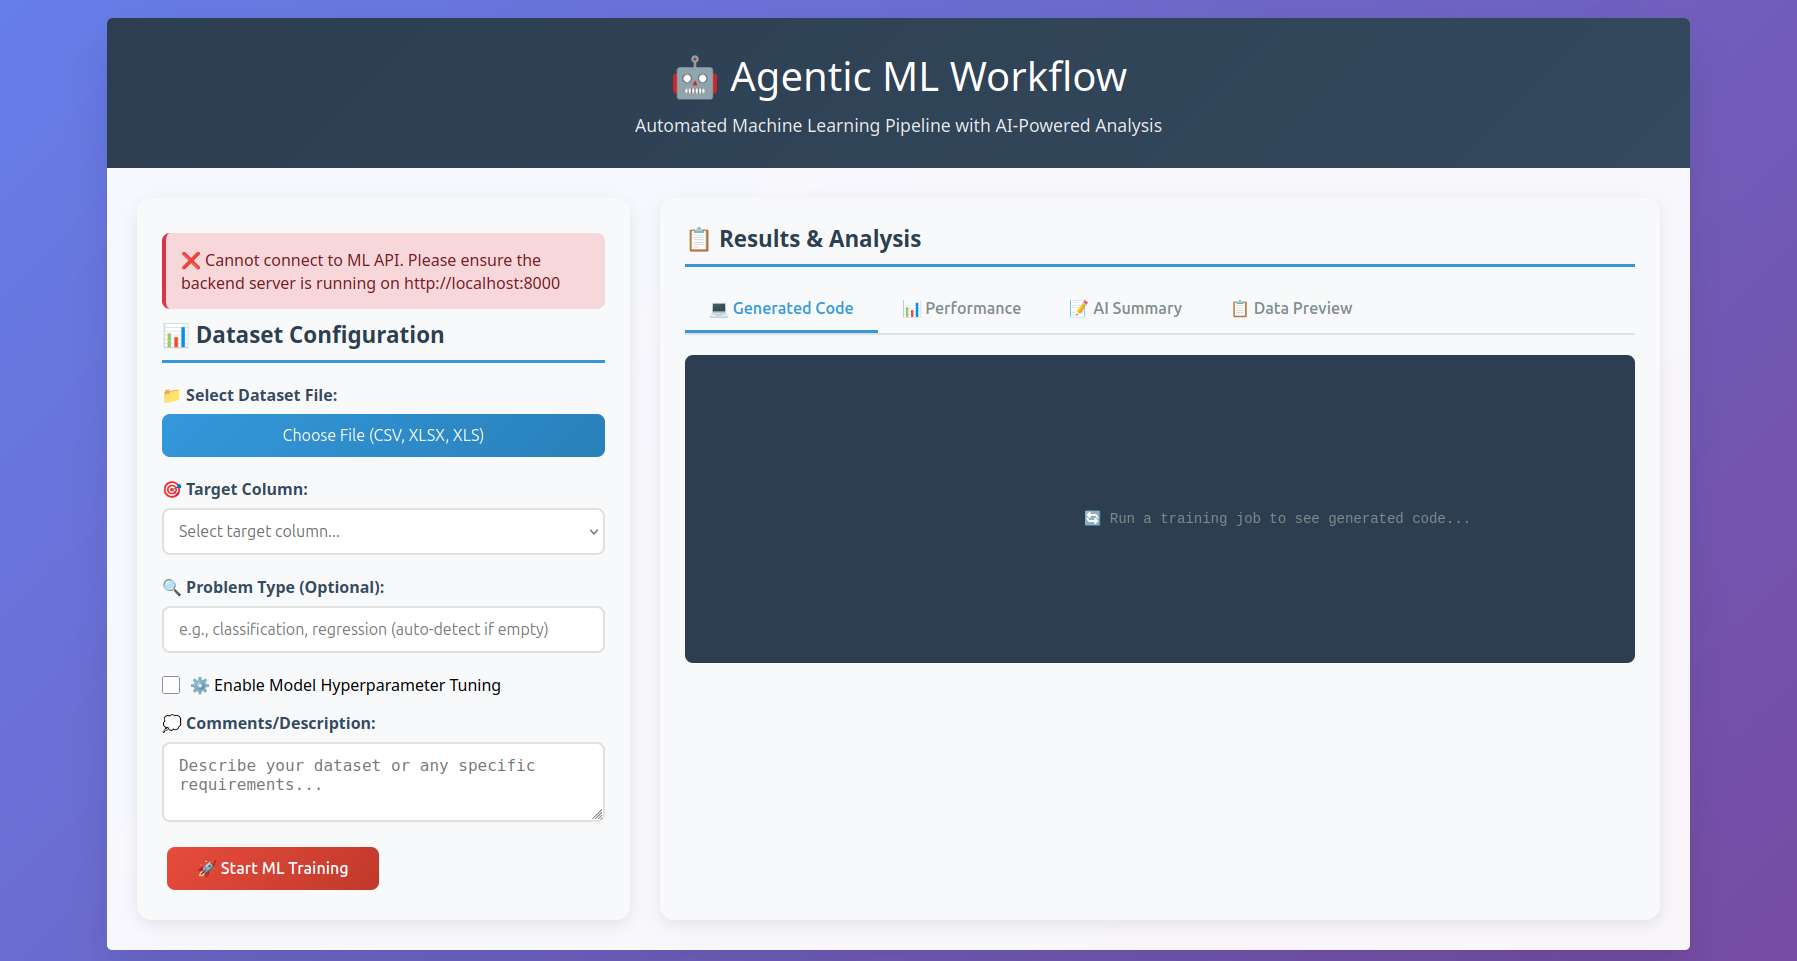 🤖 Agentic ML Workflow
Automated Machine Learning Pipeline with AI-Powered Analysis
❌ Cannot connect to ML API. Please ensure the
backend server is running on http://localhost:8000
📊 Dataset Configuration
📁 Select Dataset File:
Choose File (CSV, XLSX, XLS)
🎯 Target Column:
Select target column...
🔍 Problem Type (Optional):
e.g., classification, regression (auto-detect if empty)
⚙️ Enable Model Hyperparameter Tuning
💭 Comments/Description:
Describe your dataset or any specific
requirements...
🚀 Start ML Training
📋 Results & Analysis
💻 Generated Code 📊 Performance 📝 AI Summary 📋 Data Preview
🔄 Run a training job to see generated code...